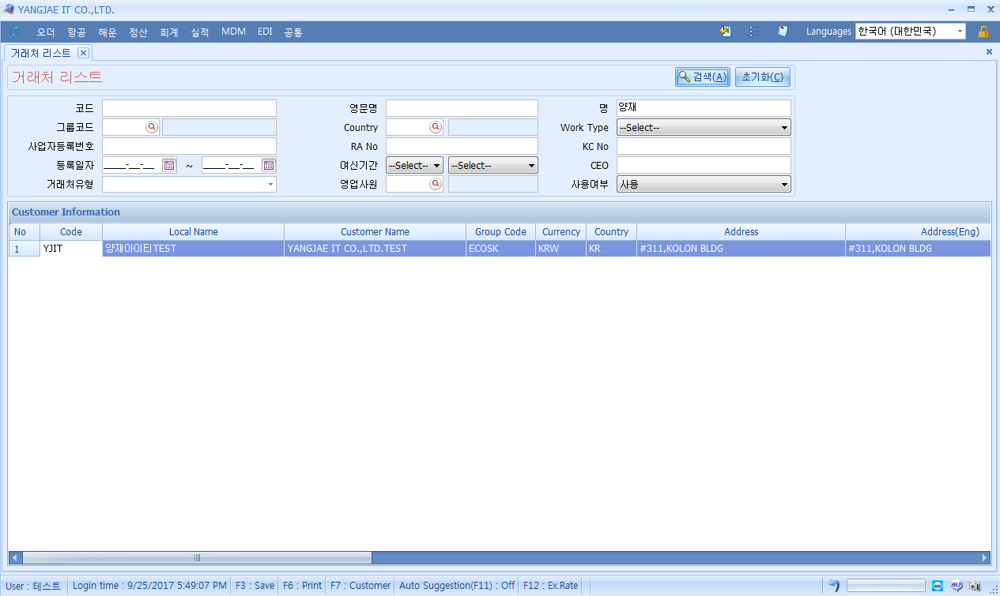 YANGJAE IT CO.,LTD.
오더 항공 해운 정산 회계 실적 MDM EDI 공통 Languages 한국어 (대한민국)
거래처 리스트
거래처 리스트 검색(A) 초기화(C)
코드 영문명 명 양재
그룹코드 Country Work Type --Select--
사업자등록번호 RA No KC No
등록일자 ____-__-__ ~ ____-__-__ 여신기간 --Select-- --Select-- CEO
거래처유형 영업사원 사용여부 사용
Customer Information
No Code Local Name Customer Name Group Code Currency Country Address Address(Eng)
1 YJIT 양재아이티TEST YANGJAE IT CO.,LTD.TEST ECOSK KRW KR #311,KOLON BLDG #311,KOLON BLDG
User : 테스트 Login time : 9/25/2017 5:49:07 PM F3 : Save F6 : Print F7 : Customer Auto Suggestion(F11) : Off F12 : Ex.Rate HELP